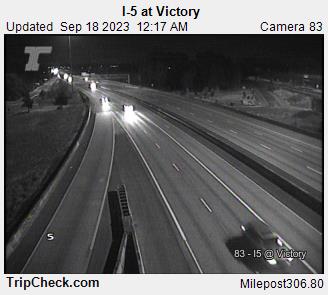 I-5 at Victory
Updated Sep 18 2023 12:17 AM Camera 83
T
S
83 - I5 @ Victory
TripCheck.com Milepost306.80